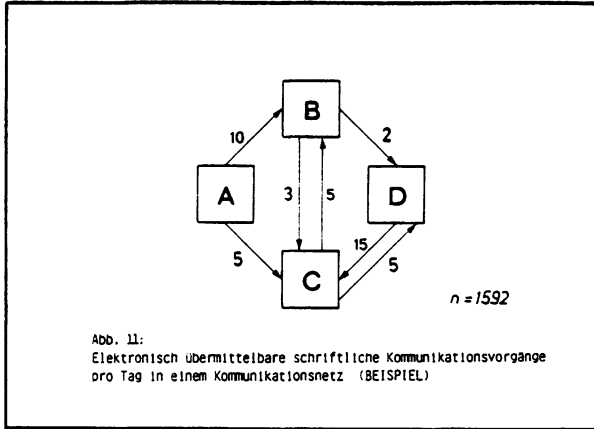 B
10
2
A
3
5
D
5
15
5
C
n = 1592
Abb. 11:
Elektronisch übermittelbare schriftliche Kommunikationsvorgänge
pro Tag in einem Kommunikationsnetz (BEISPIEL)